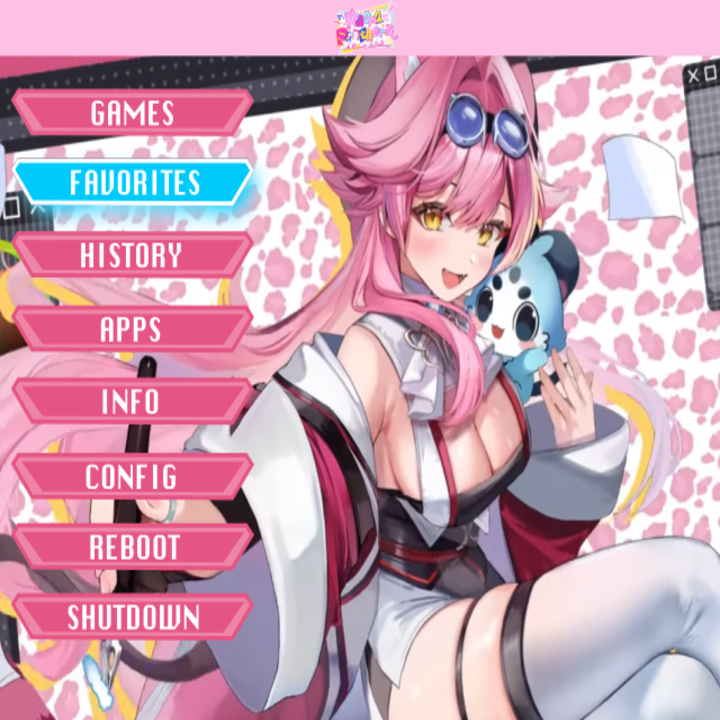 GAMES
FAVORITES
HISTORY
APPS
INFO
CONFIG
REBOOT
SHUTDOWN